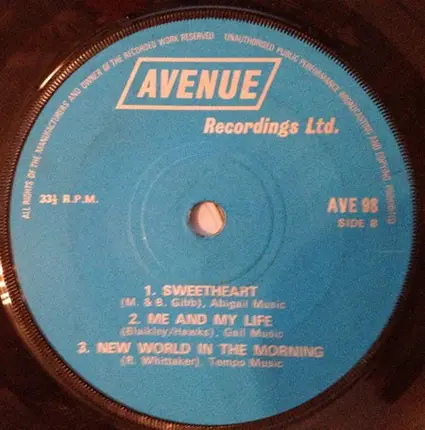 ALL RIGHTS OF THE MANUFACTURERS AND OWNER OF THE RECORDED WORK RESERVED UNAUTHORISED PUBLIC PERFORMANCE, BROADCASTING AND COPYING PROHIBITED
AVENUE
Recordings Ltd.
33⅓ R.P.M.
AVE 98
SIDE B
1. SWEETHEART
(M. & B. Gibb), Abigail Music
2. ME AND MY LIFE
(Blaikley/Hawks), Gail Music
3. NEW WORLD IN THE MORNING
(R. Whittaker) Tempo Music